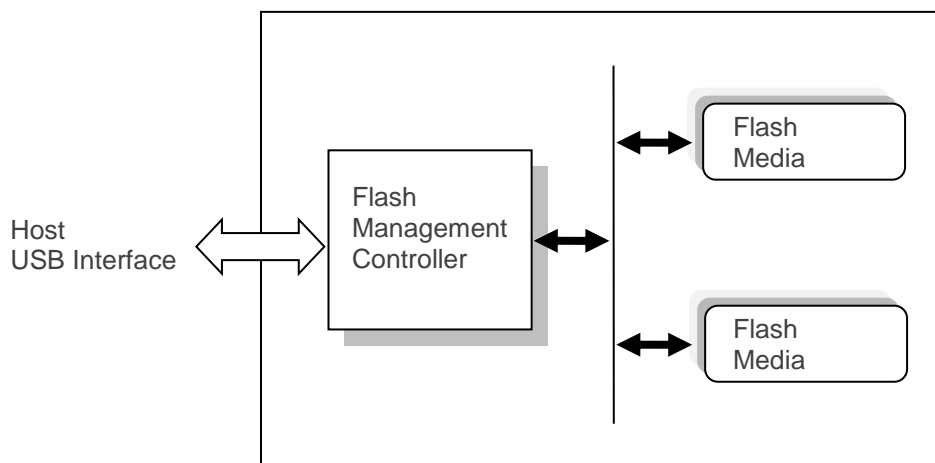 Host
USB Interface
Flash
Management
Controller
Flash
Media
Flash
Media